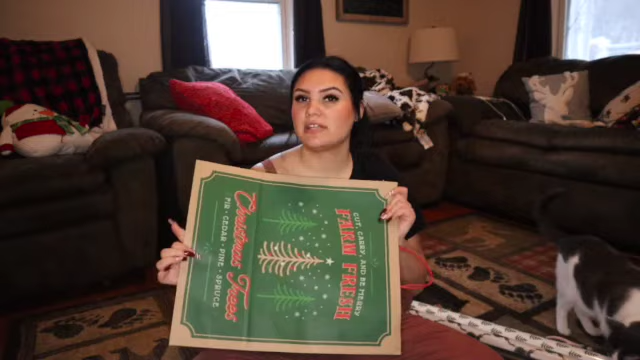 CUT, CARRY, AND BE MERRY
FARM FRESH
Christmas Trees
FIR • CEDAR • PINE • SPRUCE